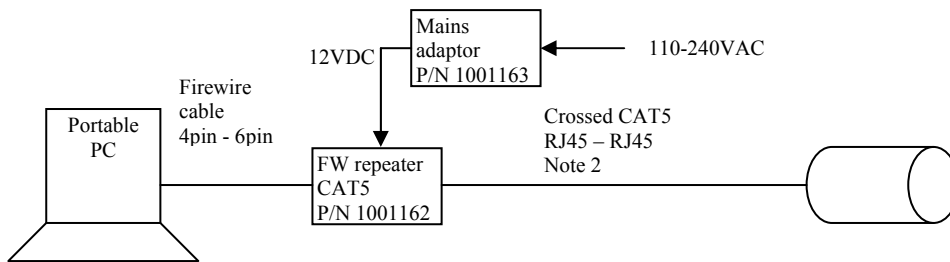 Mains
adaptor
P/N 1001163
110-240VAC
12VDC
Firewire
cable
4pin - 6pin
Portable
PC
Crossed CAT5
RJ45 – RJ45
Note 2
FW repeater
CAT5
P/N 1001162